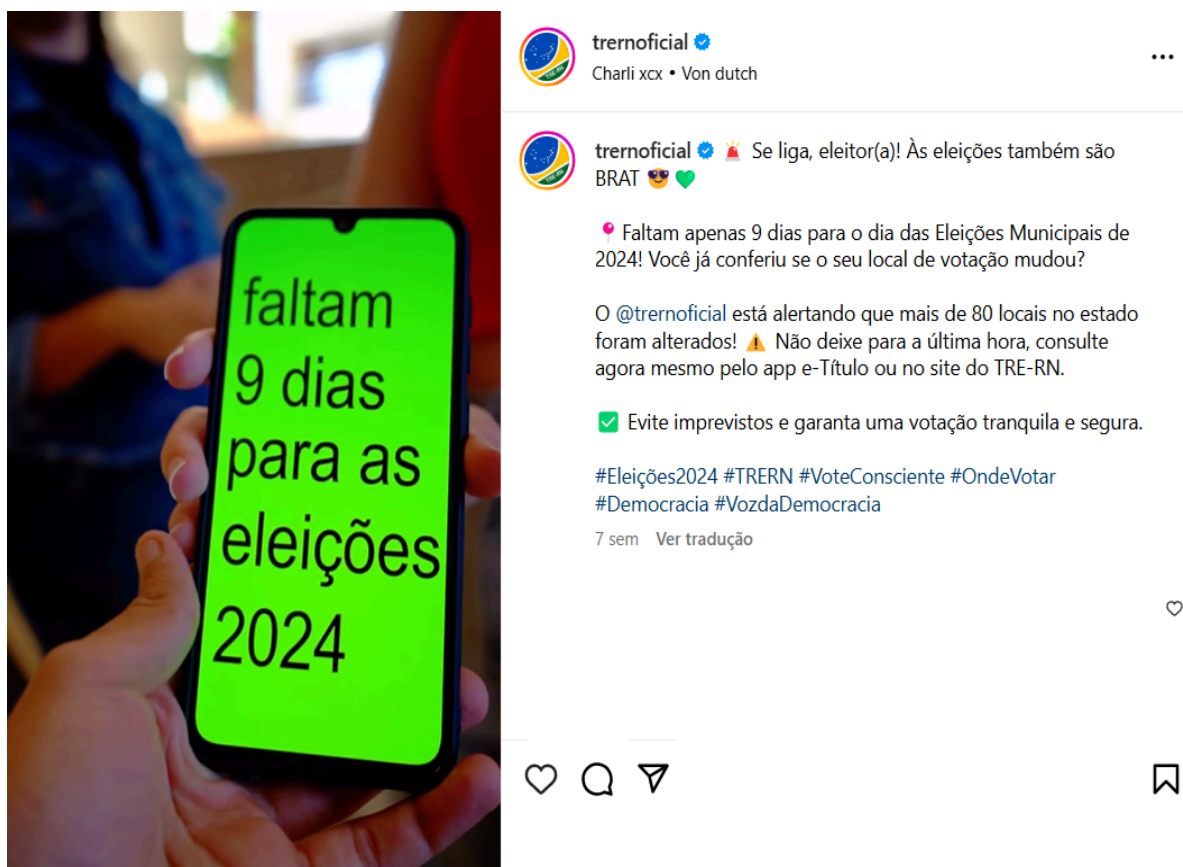 faltam
9 dias
para as
eleições
2024
trernoficial
Charli xcx • Von dutch
trernoficial 🚨 Se liga, eleitor(a)! Às eleições também são
BRAT 😎 💚
📍 Faltam apenas 9 dias para o dia das Eleições Municipais de
2024! Você já conferiu se o seu local de votação mudou?
O @trernoficial está alertando que mais de 80 locais no estado
foram alterados! ⚠️ Não deixe para a última hora, consulte
agora mesmo pelo app e-Título ou no site do TRE-RN.
✅ Evite imprevistos e garanta uma votação tranquila e segura.
#Eleições2024 #TRERN #VoteConsciente #OndeVotar
#Democracia #VozdaDemocracia
7 sem Ver tradução